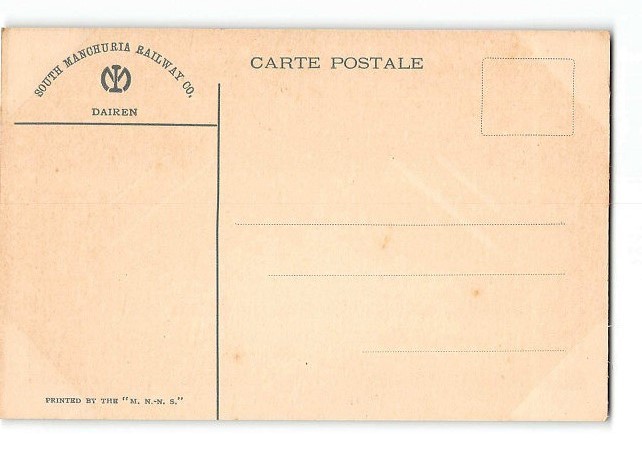 SOUTH MANCHURIA RAILWAY CO.
DAIREN
CARTE POSTALE
PRINTED BY THE "M. N.-N. S."